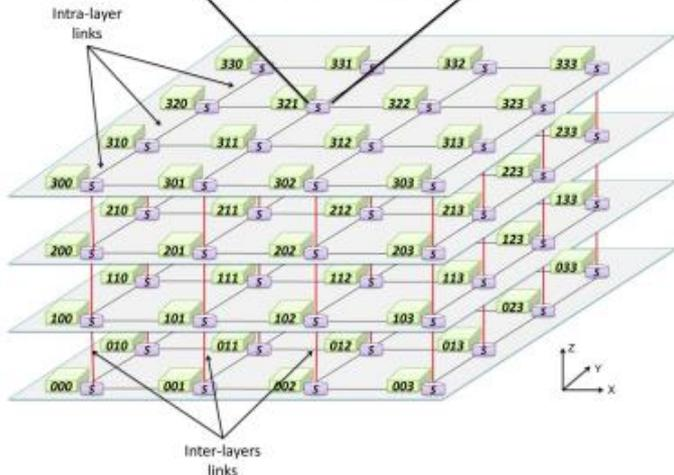 Intra-layer
links
330 S 331 S 332 S 333 S
320 S 321 S 322 S 323 S
310 S 311 S 312 S 313 S 233 S
300 S 301 S 302 S 303 S 223 S
210 S 211 S 212 S 213 S 133 S
200 S 201 S 202 S 203 S 123 S
110 S 111 S 112 S 113 S 033 S
100 S 101 S 102 S 103 S 023 S
010 S 011 S 012 S 013 S
000 S 001 S 002 S 003 S
Z
Y
X
Inter-layers
links